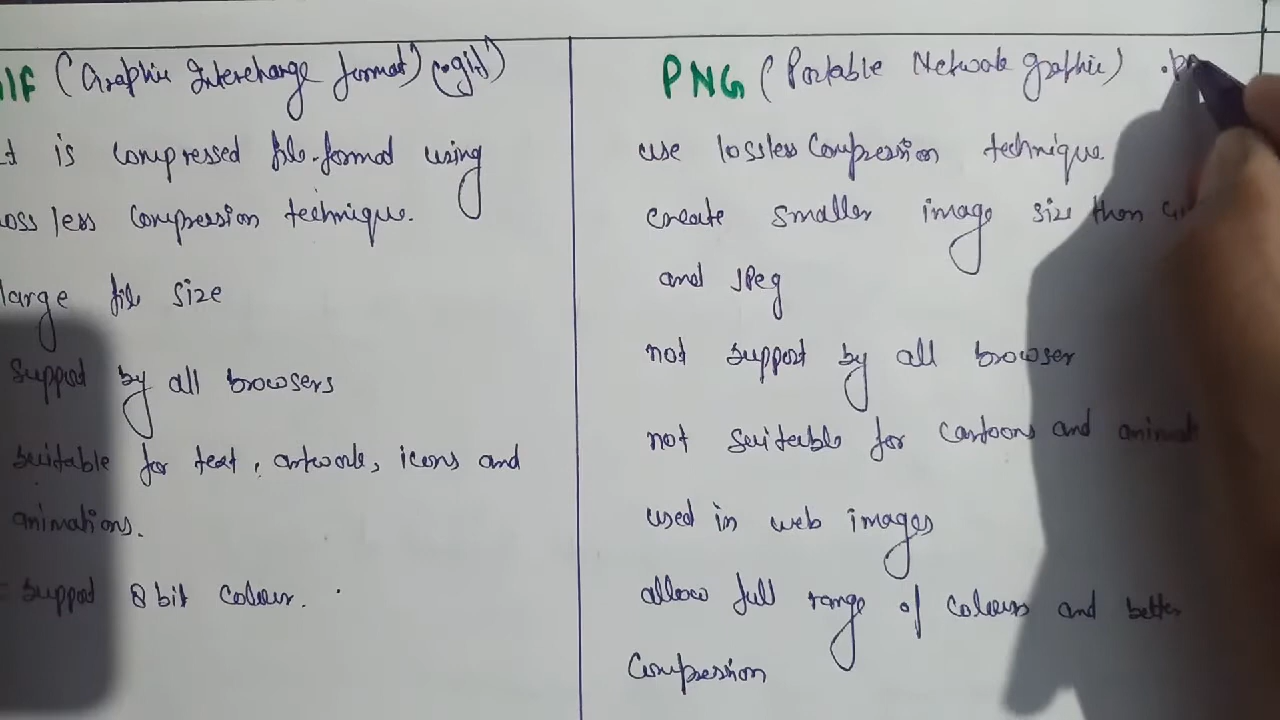 IF (Graphic Interchange format) (.gif)
It is compressed file-format using
loss less compression technique.
large file size
support by all browsers
suitable for text, artwork, icons and
animations.
support 8 bit colour.
PNG (Portable Network graphic)
use lossless compression technique.
create smaller image size then
and JPeg
not support by all browser
not suitable for cartoons and
used in web images
allow full range of colours and better
compression